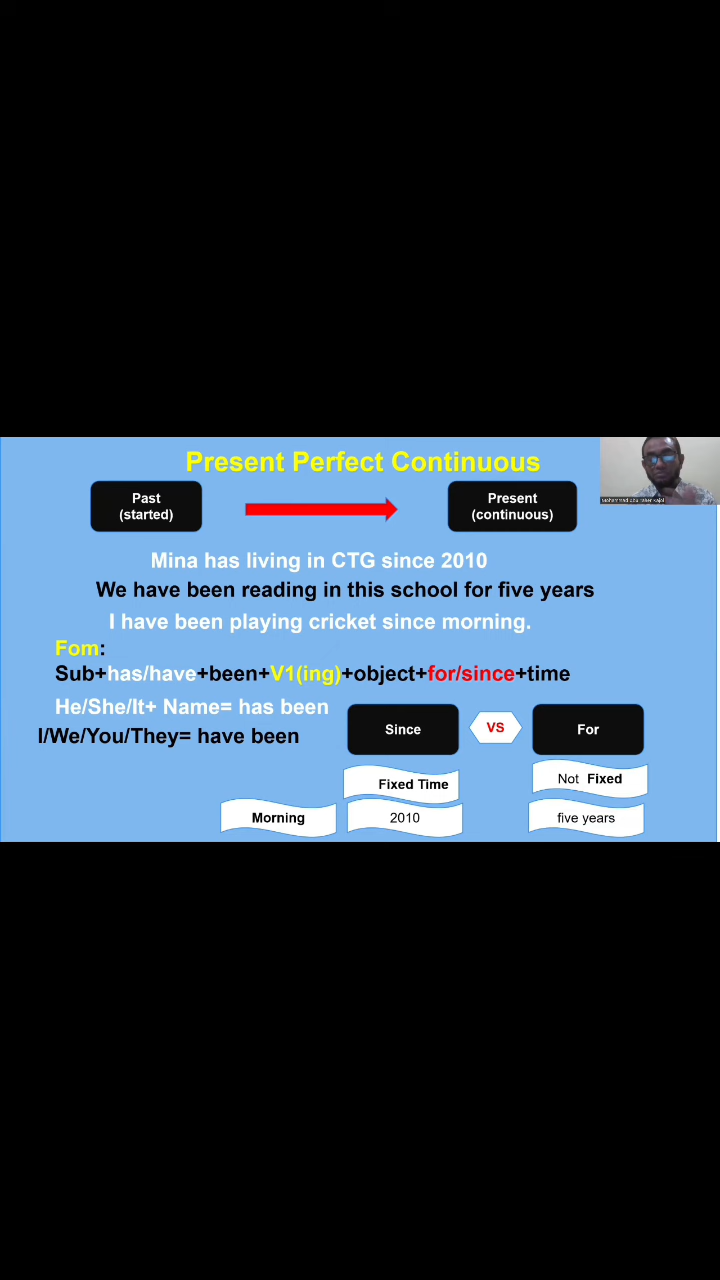 Present Perfect Continuous
Past
(started)
Present
(continuous)
Mina has living in CTG since 2010
We have been reading in this school for five years
I have been playing cricket since morning.
Fom:
Sub+has/have+been+V1(ing)+object+for/since+time
He/She/It+ Name= has been
I/We/You/They= have been
Since
VS
For
Fixed Time
Not Fixed
Morning
2010
five years